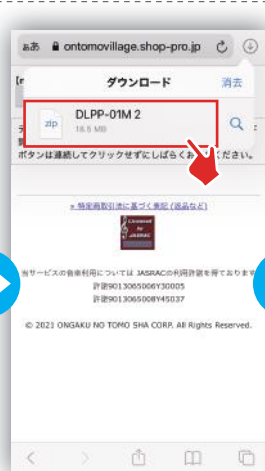 ぁあ ontomovillage.shop-pro.jp
ダウンロード 消去
zip DLPP-01M 2
18.5 MB
ボタンは連続してクリックせずにしばらくお ください。
» 特定商取引法に基づく表記 (返品など)
Licensed
by
JASRAC
当サービスの音楽利用については JASRACの利用許諾を得ております
許諾9013065006Y30005
許諾9013065008Y45037
© 2021 ONGAKU NO TOMO SHA CORP. All Rights Reserved.